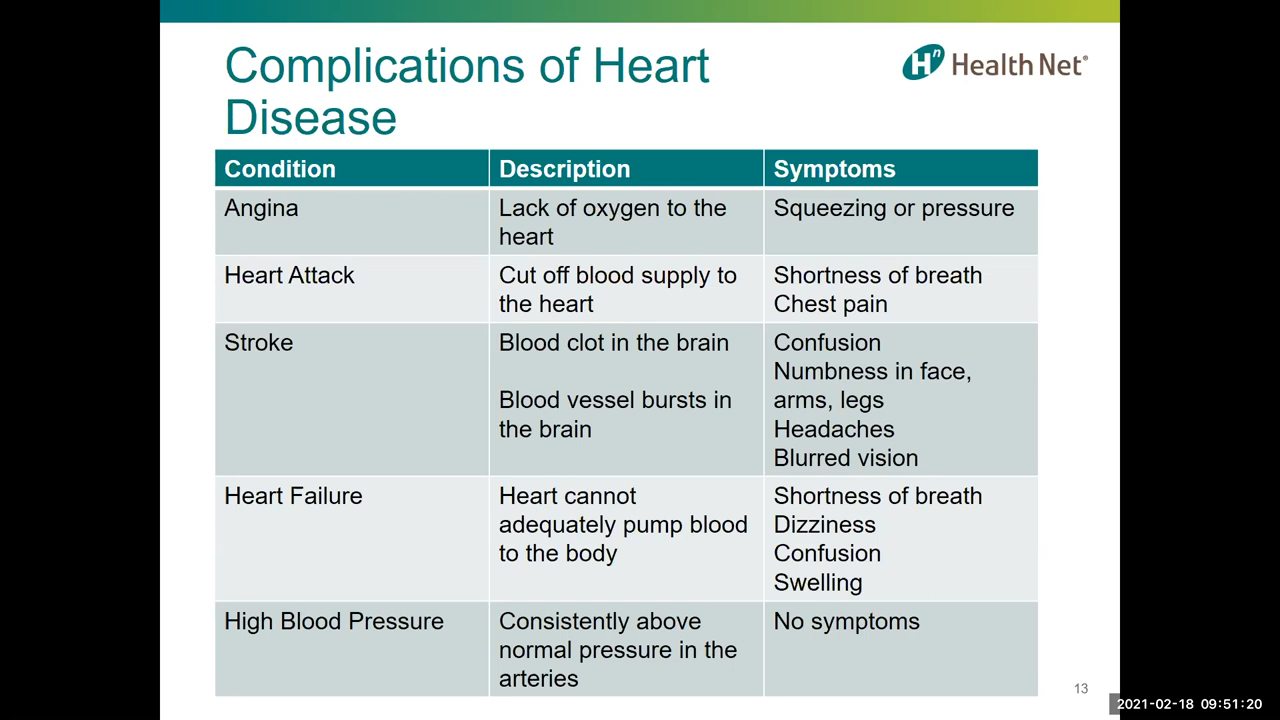 Complications of Heart
Disease
Hn Health Net®
Condition
Description
Symptoms
Angina
Lack of oxygen to the
heart
Squeezing or pressure
Heart Attack
Cut off blood supply to
the heart
Shortness of breath
Chest pain
Stroke
Blood clot in the brain
Blood vessel bursts in
the brain
Confusion
Numbness in face,
arms, legs
Headaches
Blurred vision
Heart Failure
Heart cannot
adequately pump blood
to the body
Shortness of breath
Dizziness
Confusion
Swelling
High Blood Pressure
Consistently above
normal pressure in the
arteries
No symptoms
13
2021-02-18 09:51:20